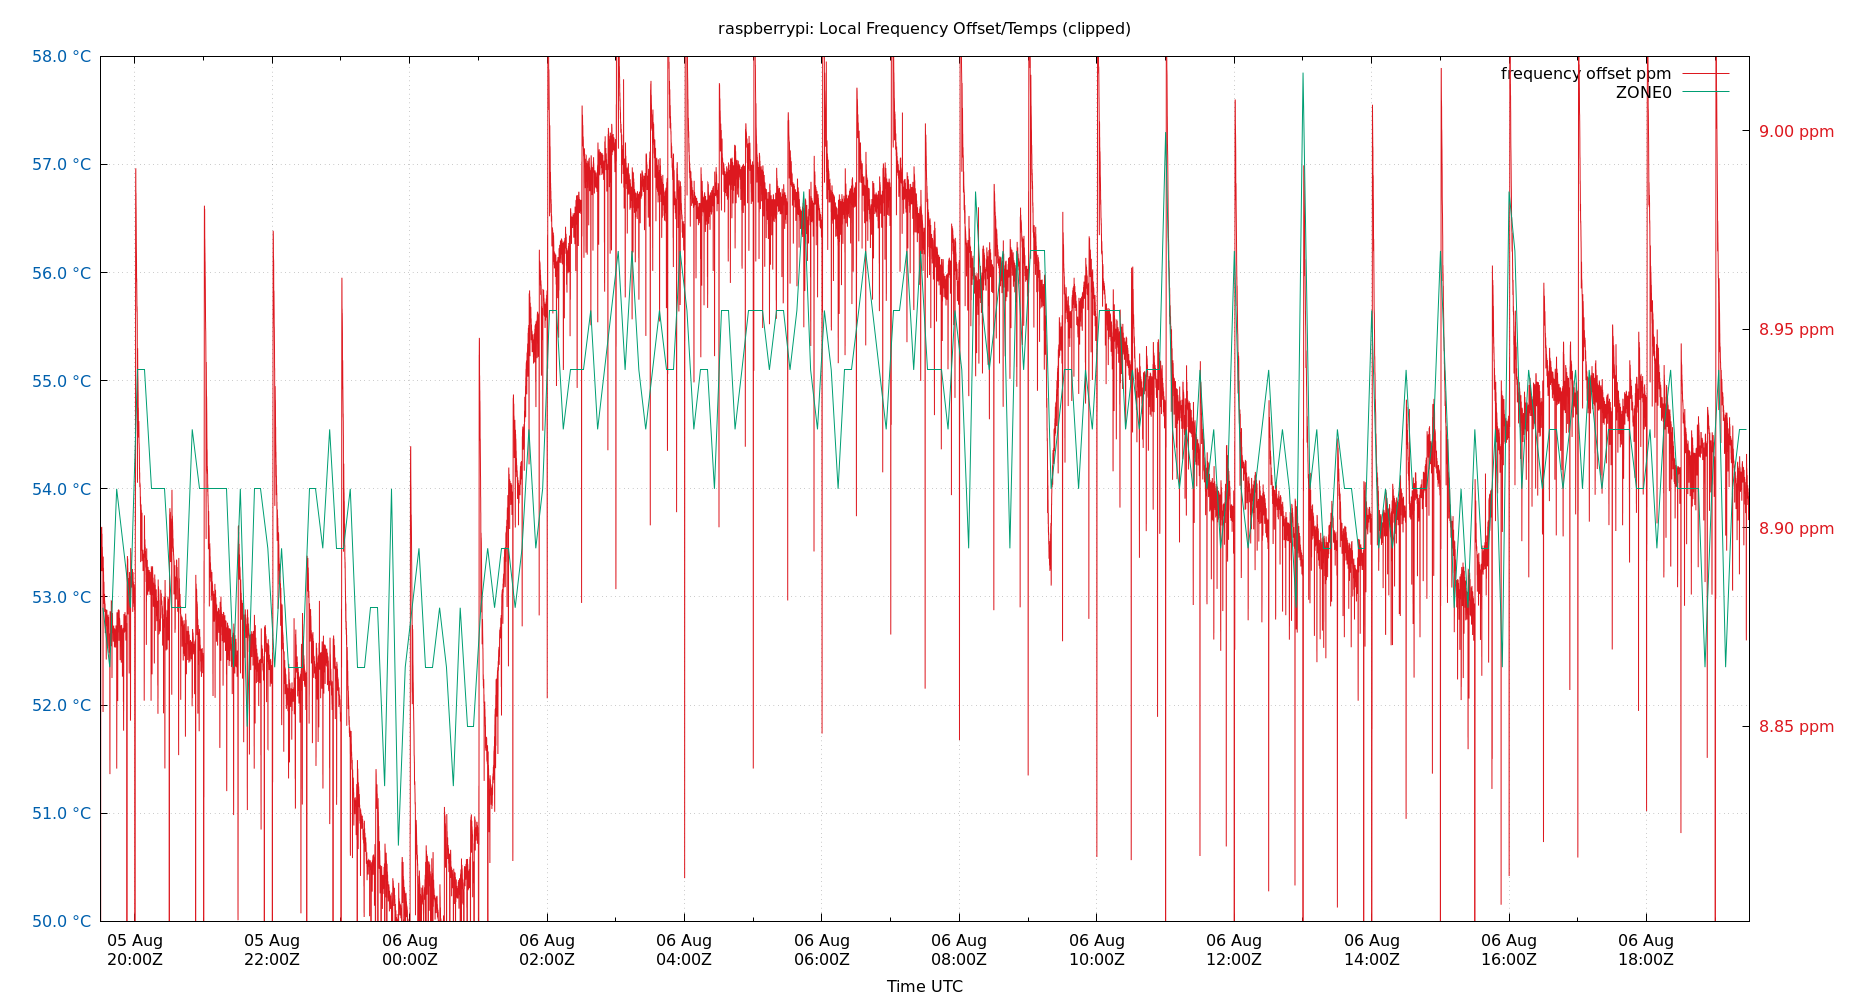 raspberrypi: Local Frequency Offset/Temps (clipped)
58.0 °C
57.0 °C
56.0 °C
55.0 °C
54.0 °C
53.0 °C
52.0 °C
51.0 °C
50.0 °C
frequency offset ppm
ZONE0
9.00 ppm
8.95 ppm
8.90 ppm
8.85 ppm
05 Aug 05 Aug 06 Aug 06 Aug 06 Aug 06 Aug 06 Aug 06 Aug 06 Aug 06 Aug 06 Aug 06 Aug
20:00Z 22:00Z 00:00Z 02:00Z 04:00Z 06:00Z 08:00Z 10:00Z 12:00Z 14:00Z 16:00Z 18:00Z
Time UTC